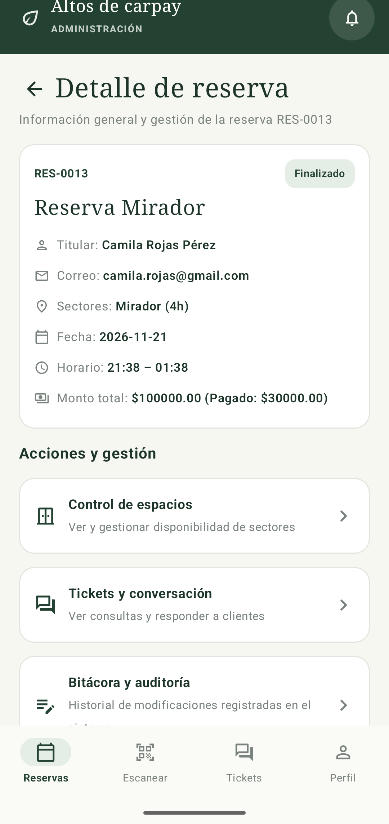 Altos de carpay
ADMINISTRACIÓN
Detalle de reserva
Información general y gestión de la reserva RES-0013
RES-0013
Finalizado
Reserva Mirador
Titular: Camila Rojas Pérez
Correo: camila.rojas@gmail.com
Sectores: Mirador (4h)
Fecha: 2026-11-21
Horario: 21:38 – 01:38
Monto total: $100000.00 (Pagado: $30000.00)
Acciones y gestión
Control de espacios
Ver y gestionar disponibilidad de sectores
Tickets y conversación
Ver consultas y responder a clientes
Bitácora y auditoría
Historial de modificaciones registradas en el
Reservas
Escanear
Tickets
Perfil